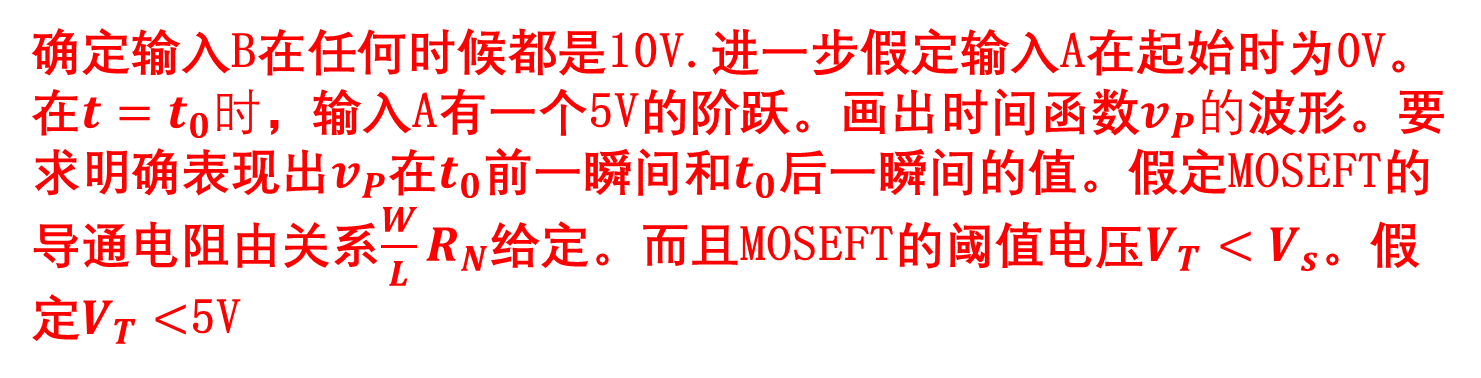 确定输入B在任何时候都是10V.进一步假定输入A在起始时为0V。
在t = t₀时，输入A有一个5V的阶跃。画出时间函数v_P的波形。要
求明确表现出v_P在t₀前一瞬间和t₀后一瞬间的值。假定MOSEFT的
导通电阻由关系W/L R_N给定。而且MOSEFT的阈值电压V_T < V_s。假
定V_T <5V